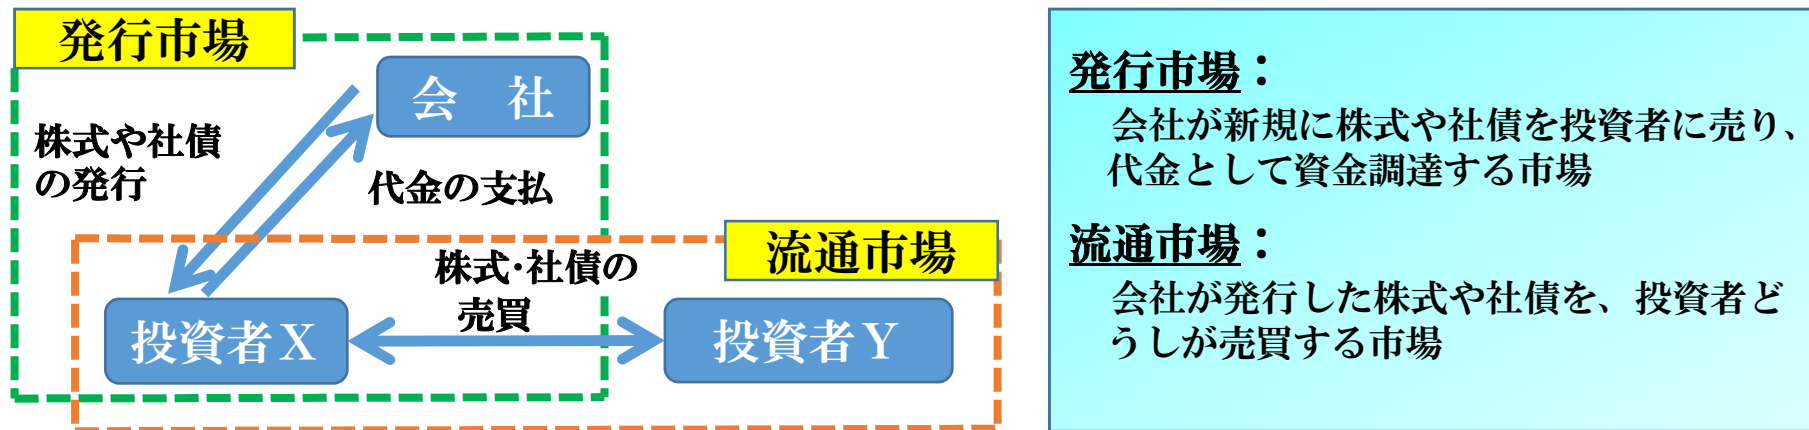 発行市場
会　社
株式や社債
の発行
代金の支払
流通市場
株式･社債の
売買
投資者Ｘ
投資者Ｙ
発行市場：
会社が新規に株式や社債を投資者に売り、
代金として資金調達する市場
流通市場：
会社が発行した株式や社債を、投資者ど
うしが売買する市場